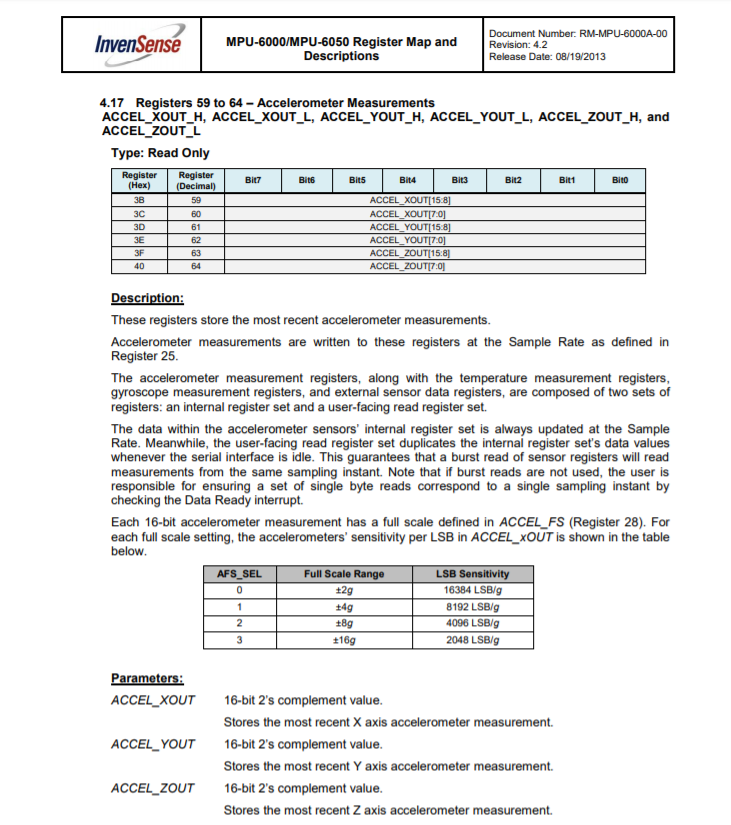 InvenSense
MPU-6000/MPU-6050 Register Map and
Descriptions
Document Number: RM-MPU-6000A-00
Revision: 4.2
Release Date: 08/19/2013
4.17 Registers 59 to 64 – Accelerometer Measurements
ACCEL_XOUT_H, ACCEL_XOUT_L, ACCEL_YOUT_H, ACCEL_YOUT_L, ACCEL_ZOUT_H, and
ACCEL_ZOUT_L
Type: Read Only
Register (Hex) Register (Decimal) Bit7 Bit6 Bit5 Bit4 Bit3 Bit2 Bit1 Bit0
3B 59 ACCEL_XOUT[15:8]
3C 60 ACCEL_XOUT[7:0]
3D 61 ACCEL_YOUT[15:8]
3E 62 ACCEL_YOUT[7:0]
3F 63 ACCEL_ZOUT[15:8]
40 64 ACCEL_ZOUT[7:0]
Description:
These registers store the most recent accelerometer measurements.
Accelerometer measurements are written to these registers at the Sample Rate as defined in
Register 25.
The accelerometer measurement registers, along with the temperature measurement registers,
gyroscope measurement registers, and external sensor data registers, are composed of two sets of
registers: an internal register set and a user-facing read register set.
The data within the accelerometer sensors' internal register set is always updated at the Sample
Rate. Meanwhile, the user-facing read register set duplicates the internal register set's data values
whenever the serial interface is idle. This guarantees that a burst read of sensor registers will read
measurements from the same sampling instant. Note that if burst reads are not used, the user is
responsible for ensuring a set of single byte reads correspond to a single sampling instant by
checking the Data Ready interrupt.
Each 16-bit accelerometer measurement has a full scale defined in ACCEL_FS (Register 28). For
each full scale setting, the accelerometers' sensitivity per LSB in ACCEL_xOUT is shown in the table
below.
AFS_SEL Full Scale Range LSB Sensitivity
0 ±2g 16384 LSB/g
1 ±4g 8192 LSB/g
2 ±8g 4096 LSB/g
3 ±16g 2048 LSB/g
Parameters:
ACCEL_XOUT 16-bit 2's complement value.
Stores the most recent X axis accelerometer measurement.
ACCEL_YOUT 16-bit 2's complement value.
Stores the most recent Y axis accelerometer measurement.
ACCEL_ZOUT 16-bit 2's complement value.
Stores the most recent Z axis accelerometer measurement.